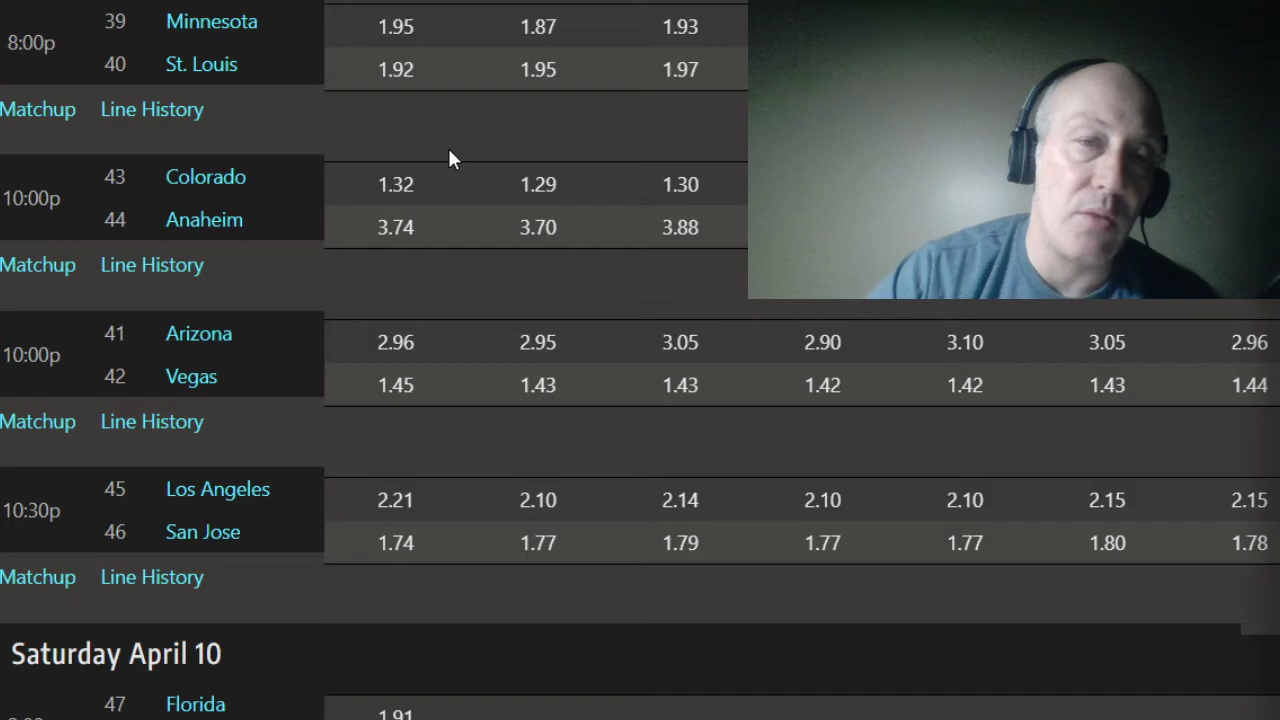 39 Minnesota 1.95 1.87 1.93
8:00p
40 St. Louis 1.92 1.95 1.97
Matchup Line History
43 Colorado 1.32 1.29 1.30
10:00p
44 Anaheim 3.74 3.70 3.88
Matchup Line History
41 Arizona 2.96 2.95 3.05 2.90 3.10 3.05 2.96
10:00p
42 Vegas 1.45 1.43 1.43 1.42 1.42 1.43 1.44
Matchup Line History
45 Los Angeles 2.21 2.10 2.14 2.10 2.10 2.15 2.15
10:30p
46 San Jose 1.74 1.77 1.79 1.77 1.77 1.80 1.78
Matchup Line History
Saturday April 10
47 Florida 1.91